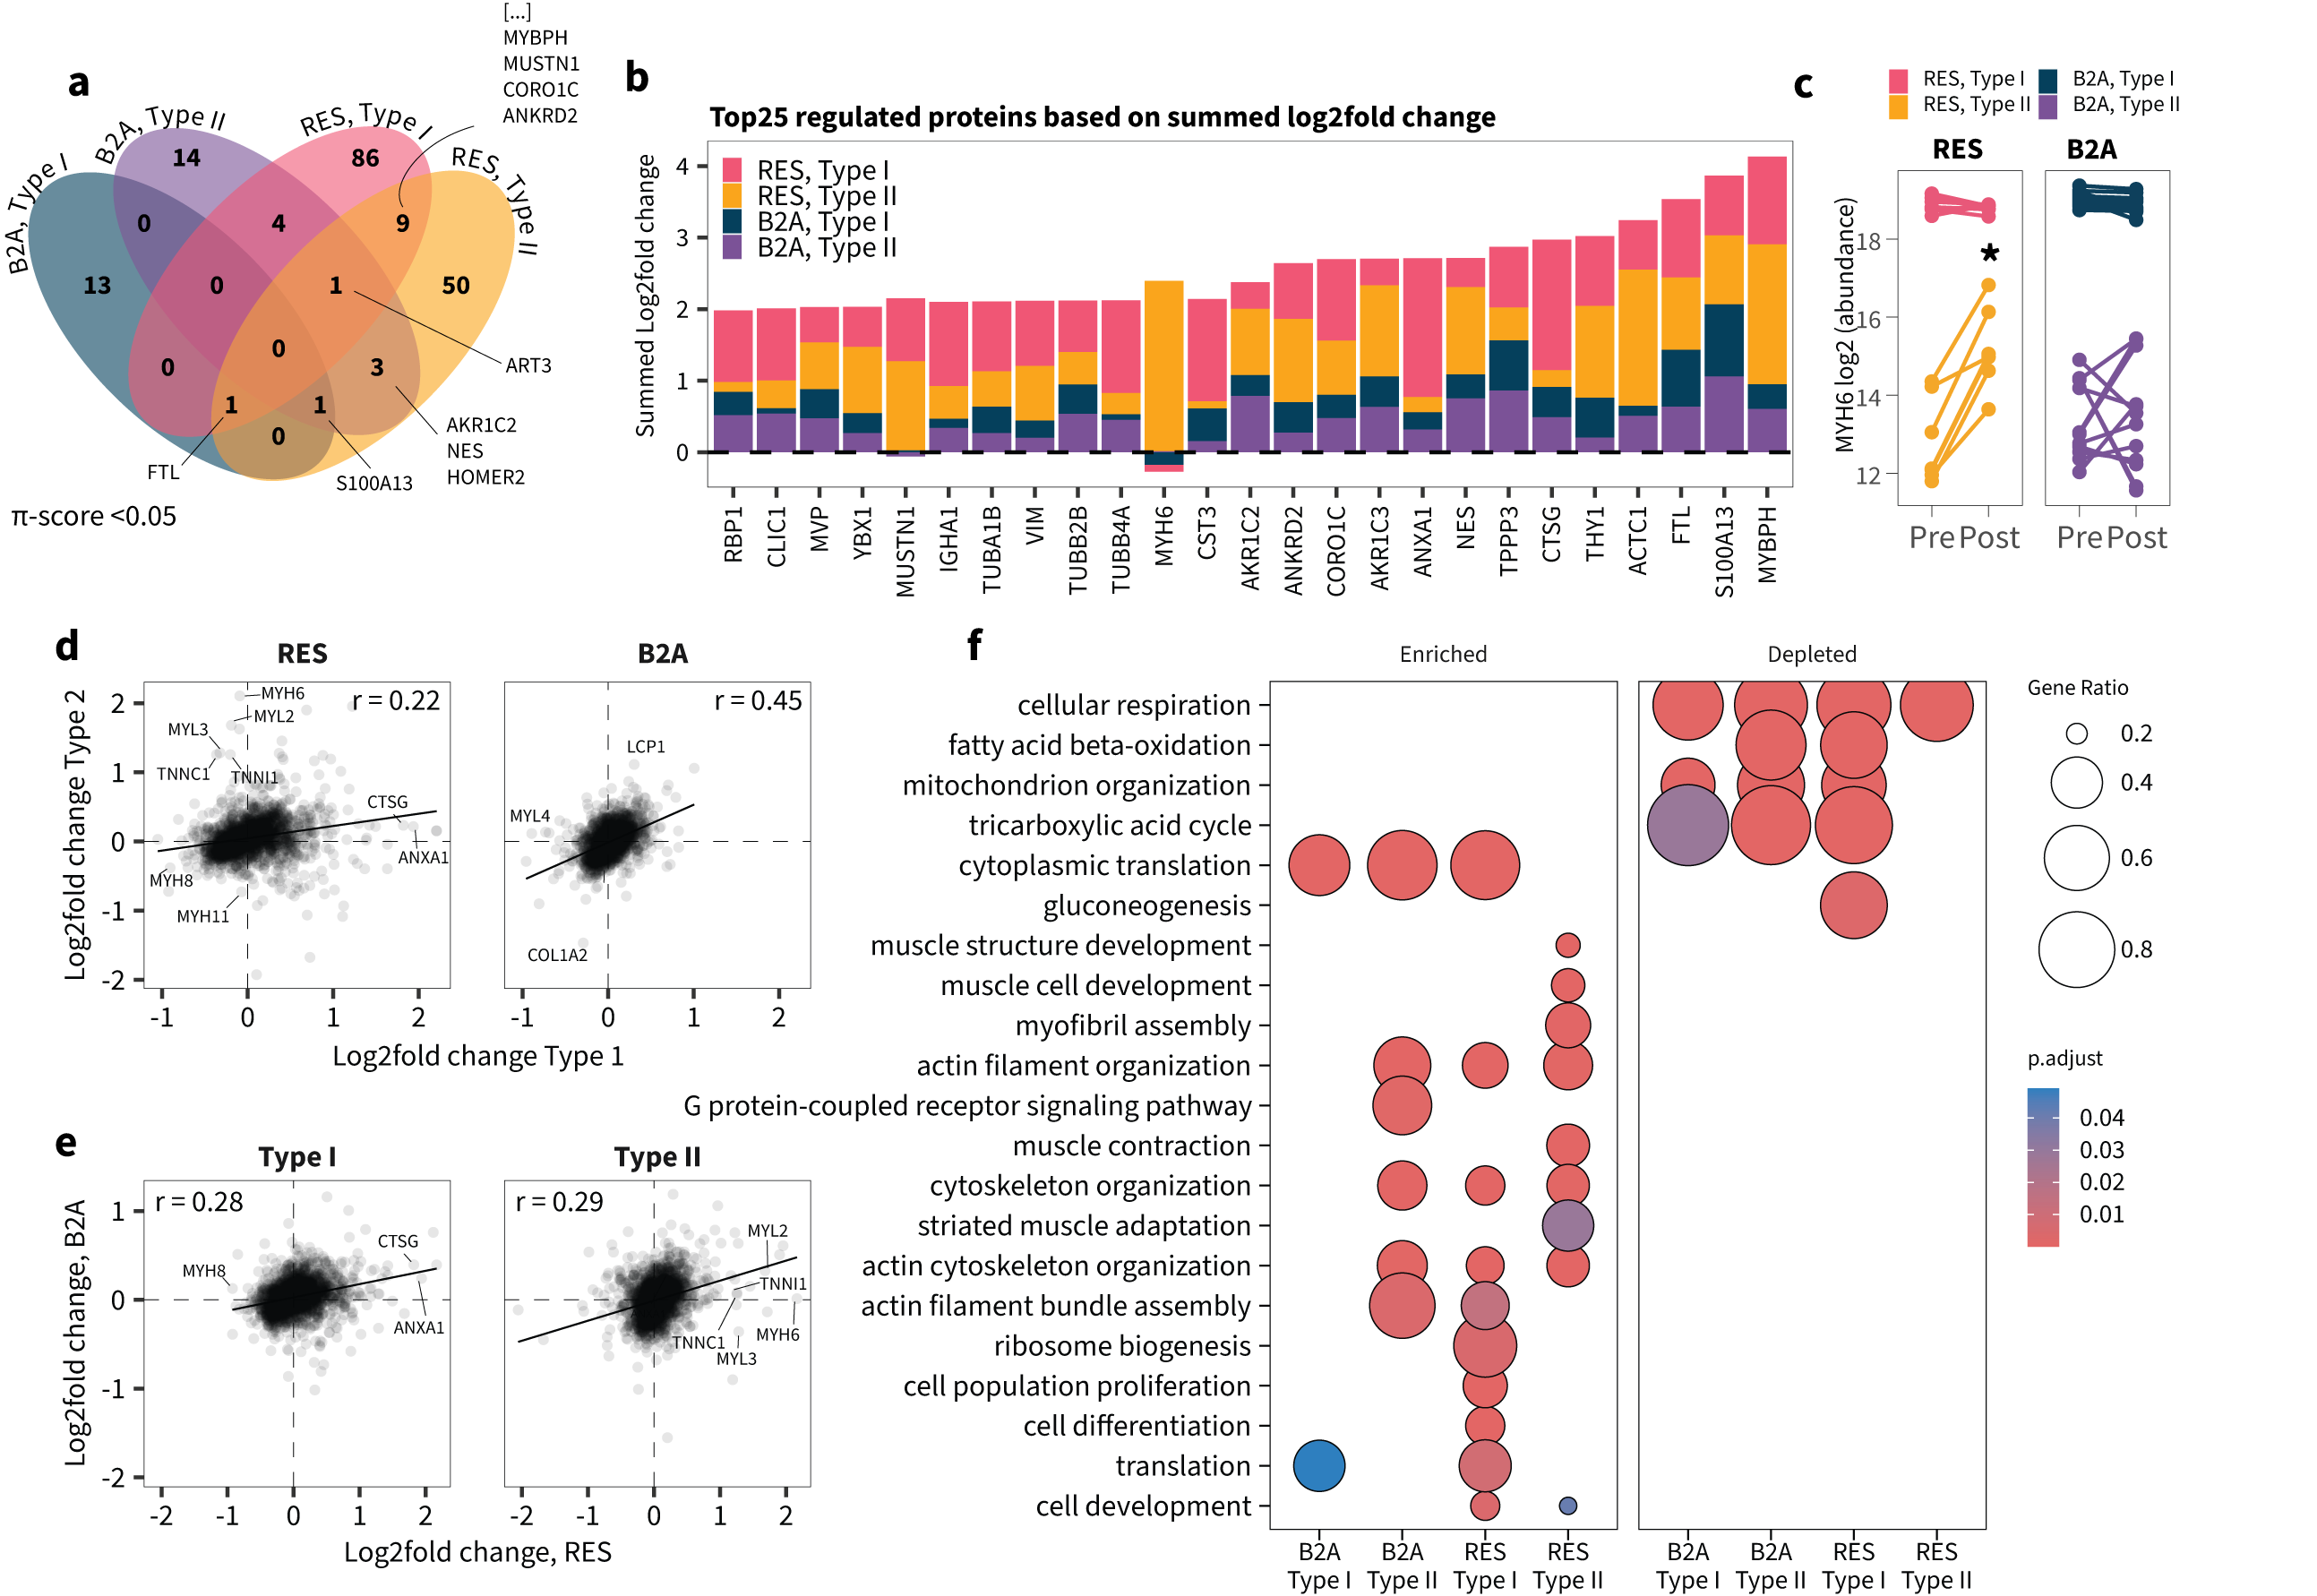 a
[...]
MYBPH
MUSTN1
CORO1C
ANKRD2
B2A, Type I
B2A, Type II
RES, Type I
RES, Type II
14
86
0
4
9
13
0
1
50
0
0
3
1
1
0
ART3
AKR1C2
NES
HOMER2
FTL
S100A13
π-score <0.05
b
Top25 regulated proteins based on summed log2fold change
Summed Log2fold change
4
3
2
1
0
RES, Type I
RES, Type II
B2A, Type I
B2A, Type II
RBP1
CLIC1
MVP
YBX1
MUSTN1
IGHA1
TUBA1B
VIM
TUBB2B
TUBB4A
MYH6
CST3
AKR1C2
ANKRD2
CORO1C
AKR1C3
ANXA1
NES
TPPP3
CTSG
THY1
ACTC1
FTL
S100A13
MYBPH
c
RES, Type I
B2A, Type I
RES, Type II
B2A, Type II
RES
B2A
MYH6 log2 (abundance)
18
16
14
12
*
Pre Post
Pre Post
d
RES
B2A
Log2fold change Type 2
2
1
0
-1
-2
r = 0.22
MYH6
MYL2
MYL3
TNNC1
TNNI1
CTSG
ANXA1
MYH8
MYH11
r = 0.45
LCP1
MYL4
COL1A2
-1
0
1
2
-1
0
1
2
Log2fold change Type 1
e
Type I
Type II
Log2fold change, B2A
1
0
-1
-2
r = 0.28
MYH8
CTSG
ANXA1
r = 0.29
MYL2
TNNI1
TNNC1
MYH6
MYL3
-2
-1
0
1
2
-2
-1
0
1
2
Log2fold change, RES
f
Enriched
Depleted
cellular respiration
fatty acid beta-oxidation
mitochondrion organization
tricarboxylic acid cycle
cytoplasmic translation
gluconeogenesis
muscle structure development
muscle cell development
myofibril assembly
actin filament organization
G protein-coupled receptor signaling pathway
muscle contraction
cytoskeleton organization
striated muscle adaptation
actin cytoskeleton organization
actin filament bundle assembly
ribosome biogenesis
cell population proliferation
cell differentiation
translation
cell development
B2A
Type I
B2A
Type II
RES
Type I
RES
Type II
B2A
Type I
B2A
Type II
RES
Type I
RES
Type II
Gene Ratio
0.2
0.4
0.6
0.8
p.adjust
0.04
0.03
0.02
0.01